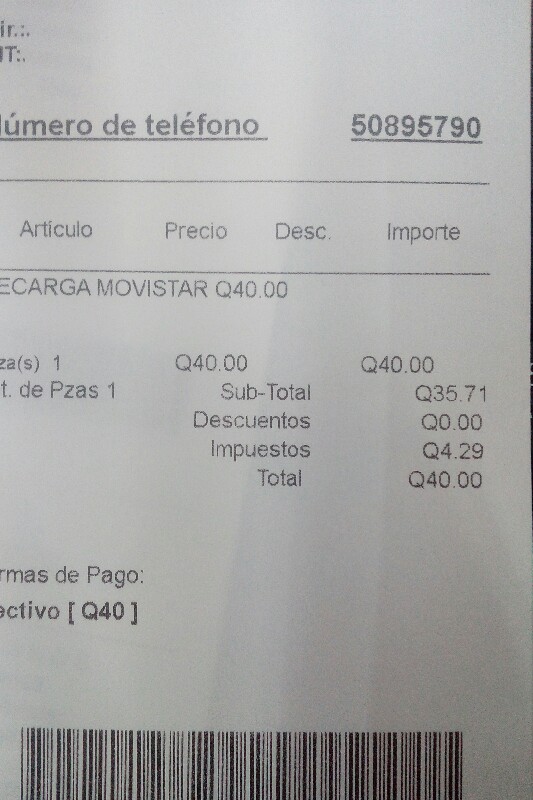 ir.:.
IT:.
Número de teléfono 50895790
Artículo Precio Desc. Importe
ECARGA MOVISTAR Q40.00
za(s) 1 Q40.00 Q40.00
t. de Pzas 1 Sub-Total Q35.71
Descuentos Q0.00
Impuestos Q4.29
Total Q40.00
rmas de Pago:
ectivo [ Q40 ]